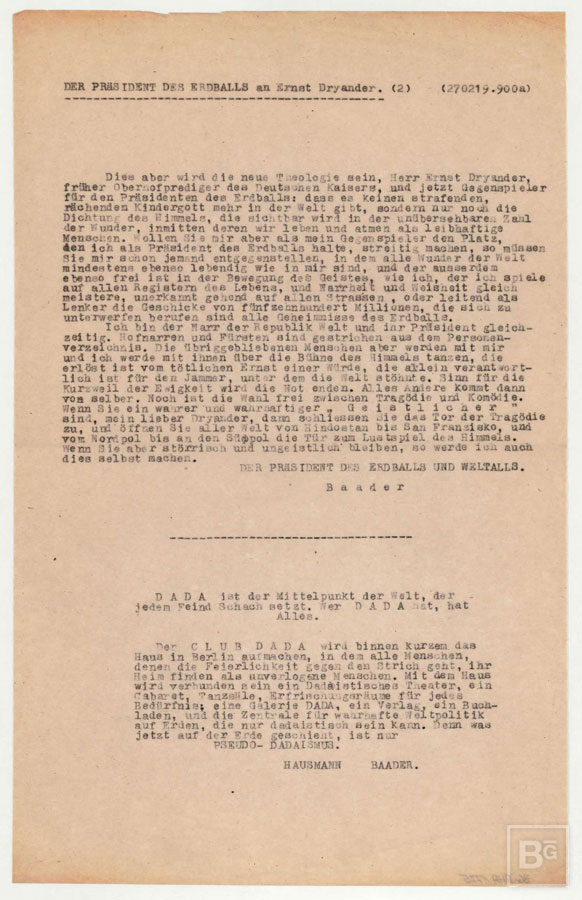 DER PRÄSIDENT DES ERDBALLS an Ernst Dryander. (2) (270219.900a)
Dies aber wird die neue Theologie sein, Herr Ernst Dryander,
früher Oberhofprediger des Deutschen Kaisers, und jetzt Gegenspieler
für den Präsidenten des Erdballs: dass es keinen strafenden,
rächenden Kindergott mehr in der Welt gibt, sondern nur noch die
Dichtung des Himmels, die sichtbar wird in der unübersehbaren Zahl
der Wunder, inmitten deren wir leben und atmen als leibhaftige
Menschen. Wollen Sie mir aber als mein Gegenspieler den Platz,
den ich als Präsident des Erdballs halte, streitig machen, so müssen
Sie mir schon jemand entgegenstellen, in dem alle Wunder der Welt
mindestens ebenso lebendig wie in mir sind, und der ausserdem
ebenso frei ist in der Bewegung des Geistes, wie ich, der ich spiele
auf allen Registern des Lebens, und Narrheit und Weisheit gleich
meistere, unerkannt gehend auf allen Strassen , oder leitend als
Lenker die Geschicke von fünfzehnhundert Millionen, die sich zu
unterwerfen berufen sind alle Geheimnisse des Erdballs.
Ich bin der Narr der Republik Welt und ihr Präsident gleich-
zeitig. Hofnarren und Fürsten sind gestrichen aus dem Personen-
verzeichnis. Die übriggebliebenen Menschen aber werden mit mir
und ich werde mit ihnen über die Bühne des Himmels tanzen, die
erlöst ist vom tötlichen Ernst einer Würde, die allein verantwort-
lich ist für den Jammer, unter dem die Welt stöhnte. Sinn für die
Kurzweil der Ewigkeit wird die Not enden. Alles Andere kommt dann
von selber. Noch ist die Wahl frei zwischen Tragödie und Komödie.
Wenn Sie ein wahrer und wahrhaftiger „ G e i s t l i c h e r "
sind, mein lieber Dryander, dann schliessen Sie das Tor der Tragödie
zu, und öffnen Sie aller Welt von Hindostan bis San Franzisko, und
vom Nordpol bis an den Südpol die Tür zum Lustspiel des Himmels.
Wenn Sie aber störrisch und ungeistlich bleiben, so werde ich auch
dies selbst machen.
DER PRÄSIDENT DES ERDBALLS UND WELTALLS.
B a a d e r
D A D A ist der Mittelpunkt der Welt, der
jedem Feind Schach setzt. Wer D A D A hat, hat
Alles.
Der C L U B D A D A wird binnen kurzem das
Haus in Berlin aufmachen, in dem alle Menschen,
denen die Feierlichkeit gegen den Strich geht, ihr
Heim finden als unverlogene Menschen. Mit dem Haus
wird verbunden sein ein Dadaistisches Theater, ein
Cabaret, Tanzsäle, Erfrischungsräume für jedes
Bedürfnis; eine Galerie DADA, ein Verlag, ein Buch-
laden, und die Zentrale für wahrhafte Weltpolitik
auf Erden, die nur dadaistisch sein kann. Denn was
jetzt auf der Erde geschieht, ist nur
PSEUDO- DADAISMUS.
HAUSMANN BAADER.
BG